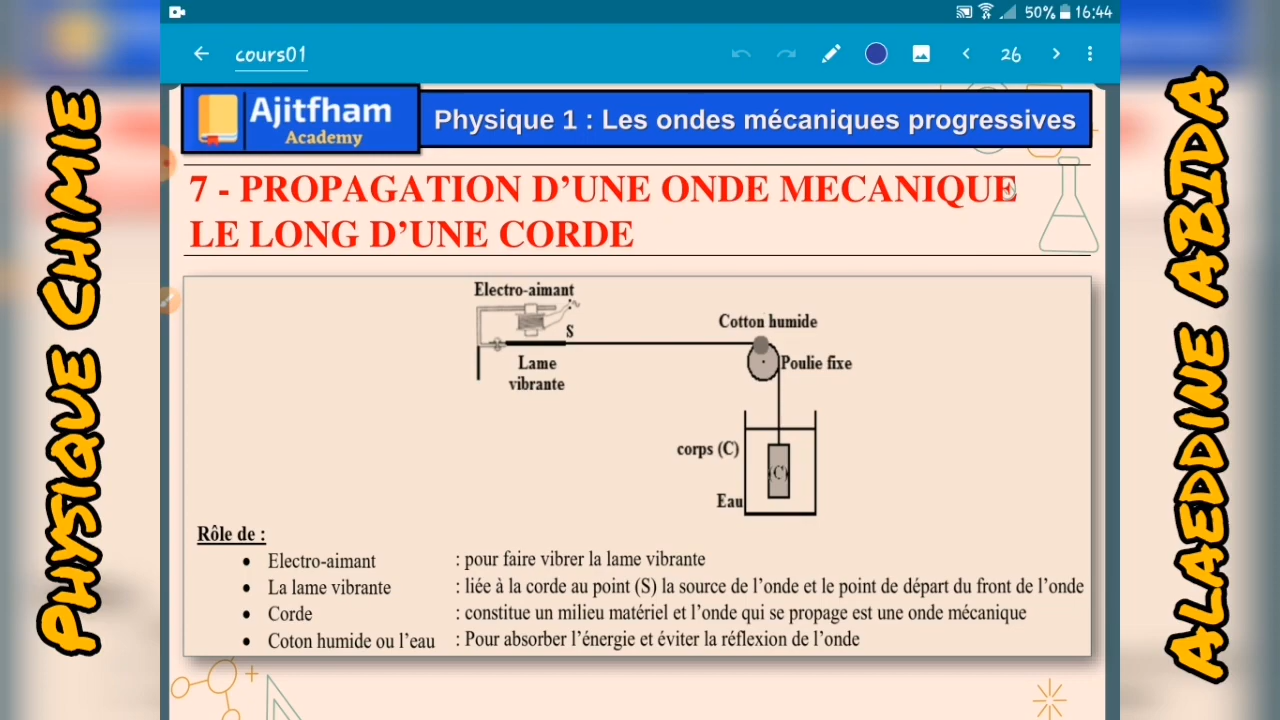 50% 16:44
cours01
26
Ajitfham
Academy
Physique 1 : Les ondes mécaniques progressives
7 - PROPAGATION D’UNE ONDE MECANIQUE
LE LONG D’UNE CORDE
Electro-aimant
S
Cotton humide
Lame
vibrante
Poulie fixe
corps (C)
(C)
Eau
Rôle de :
• Electro-aimant : pour faire vibrer la lame vibrante
• La lame vibrante : liée à la corde au point (S) la source de l’onde et le point de départ du front de l’onde
• Corde : constitue un milieu matériel et l’onde qui se propage est une onde mécanique
• Coton humide ou l’eau : Pour absorber l’énergie et éviter la réflexion de l’onde
PHYSIQUE CHIMIE
ALAEDDINE ABIDA